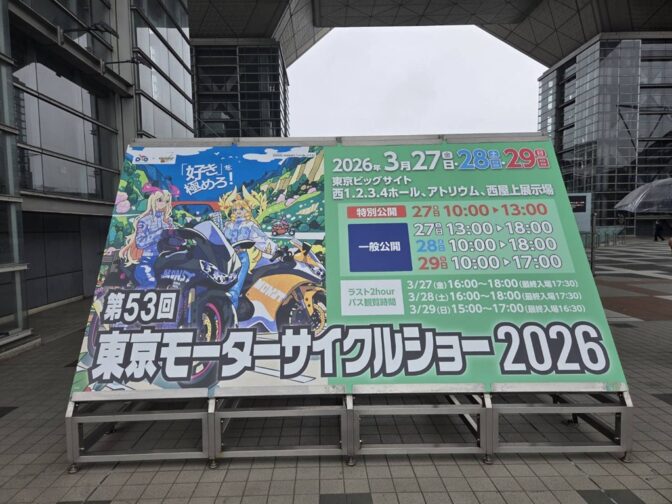 「好き」を
極めろ！
第53回
東京モーターサイクルショー2026
2026年 3月27日金・28日土・29日日
東京ビッグサイト
西1.2.3.4ホール、アトリウム、西屋上展示場
特別公開 27日金 10:00▶13:00
一般公開
27日金 13:00▶18:00
28日土 10:00▶18:00
29日日 10:00▶17:00
ラスト2hour
パス観覧時間
3/27(金)16:00～18:00(最終入場17:30)
3/28(土)16:00～18:00(最終入場17:30)
3/29(日)15:00～17:00(最終入場16:30)